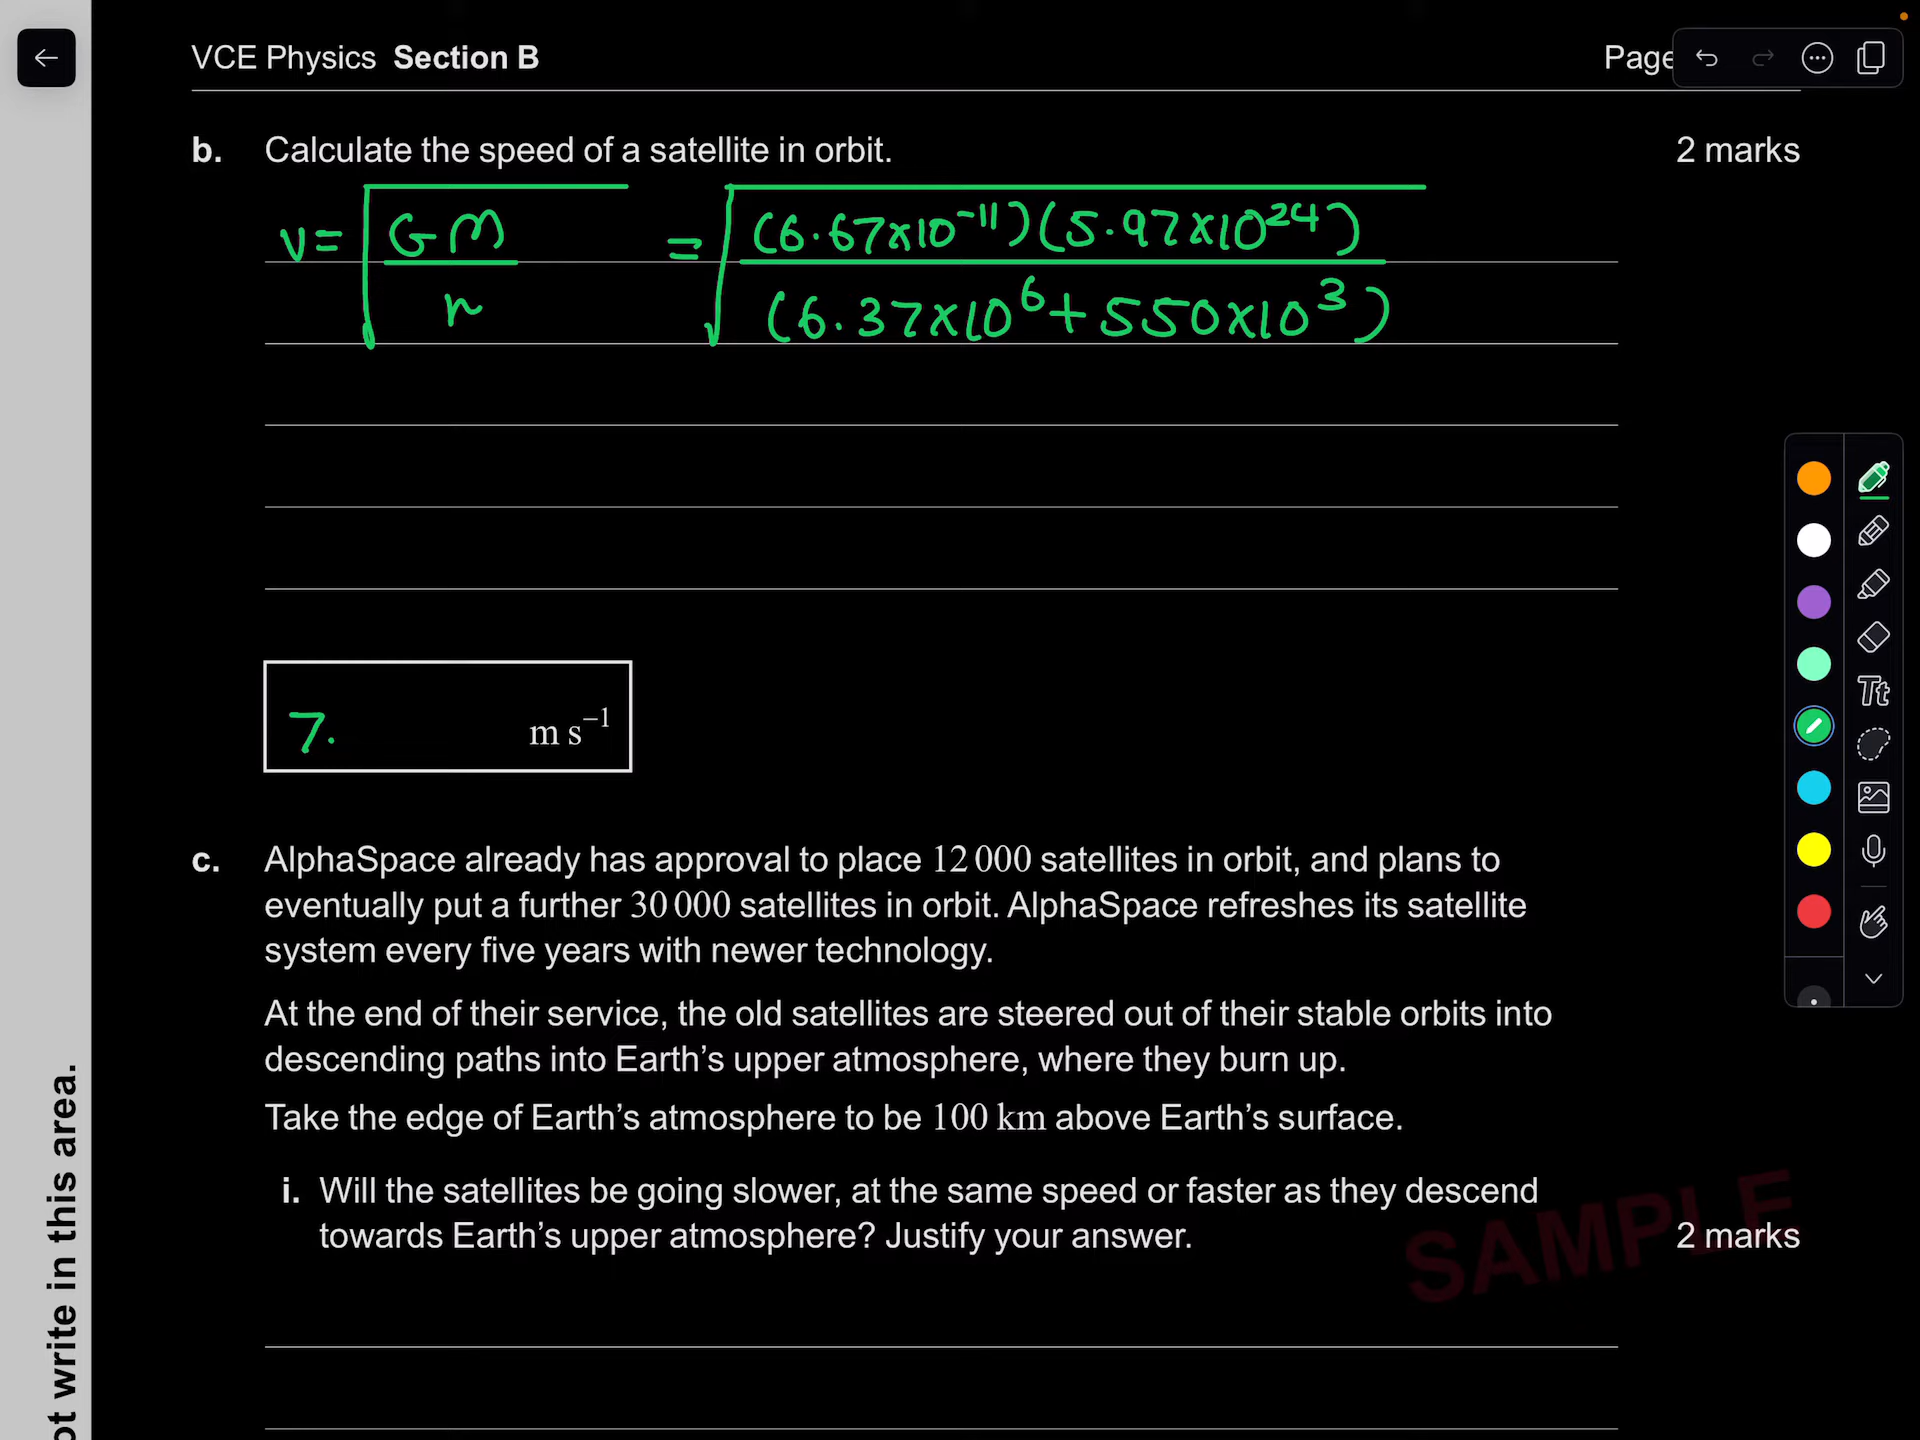 VCE Physics Section B
Page
b. Calculate the speed of a satellite in orbit. 2 marks
v = √(GM / r) = √((6.67×10⁻¹¹)(5.97×10²⁴) / (6.37×10⁶ + 550×10³))
7. m s⁻¹
c. AlphaSpace already has approval to place 12 000 satellites in orbit, and plans to
eventually put a further 30 000 satellites in orbit. AlphaSpace refreshes its satellite
system every five years with newer technology.
At the end of their service, the old satellites are steered out of their stable orbits into
descending paths into Earth’s upper atmosphere, where they burn up.
Take the edge of Earth’s atmosphere to be 100 km above Earth’s surface.
i. Will the satellites be going slower, at the same speed or faster as they descend
towards Earth’s upper atmosphere? Justify your answer. 2 marks
SAMPLE
ot write in this area.
Tt